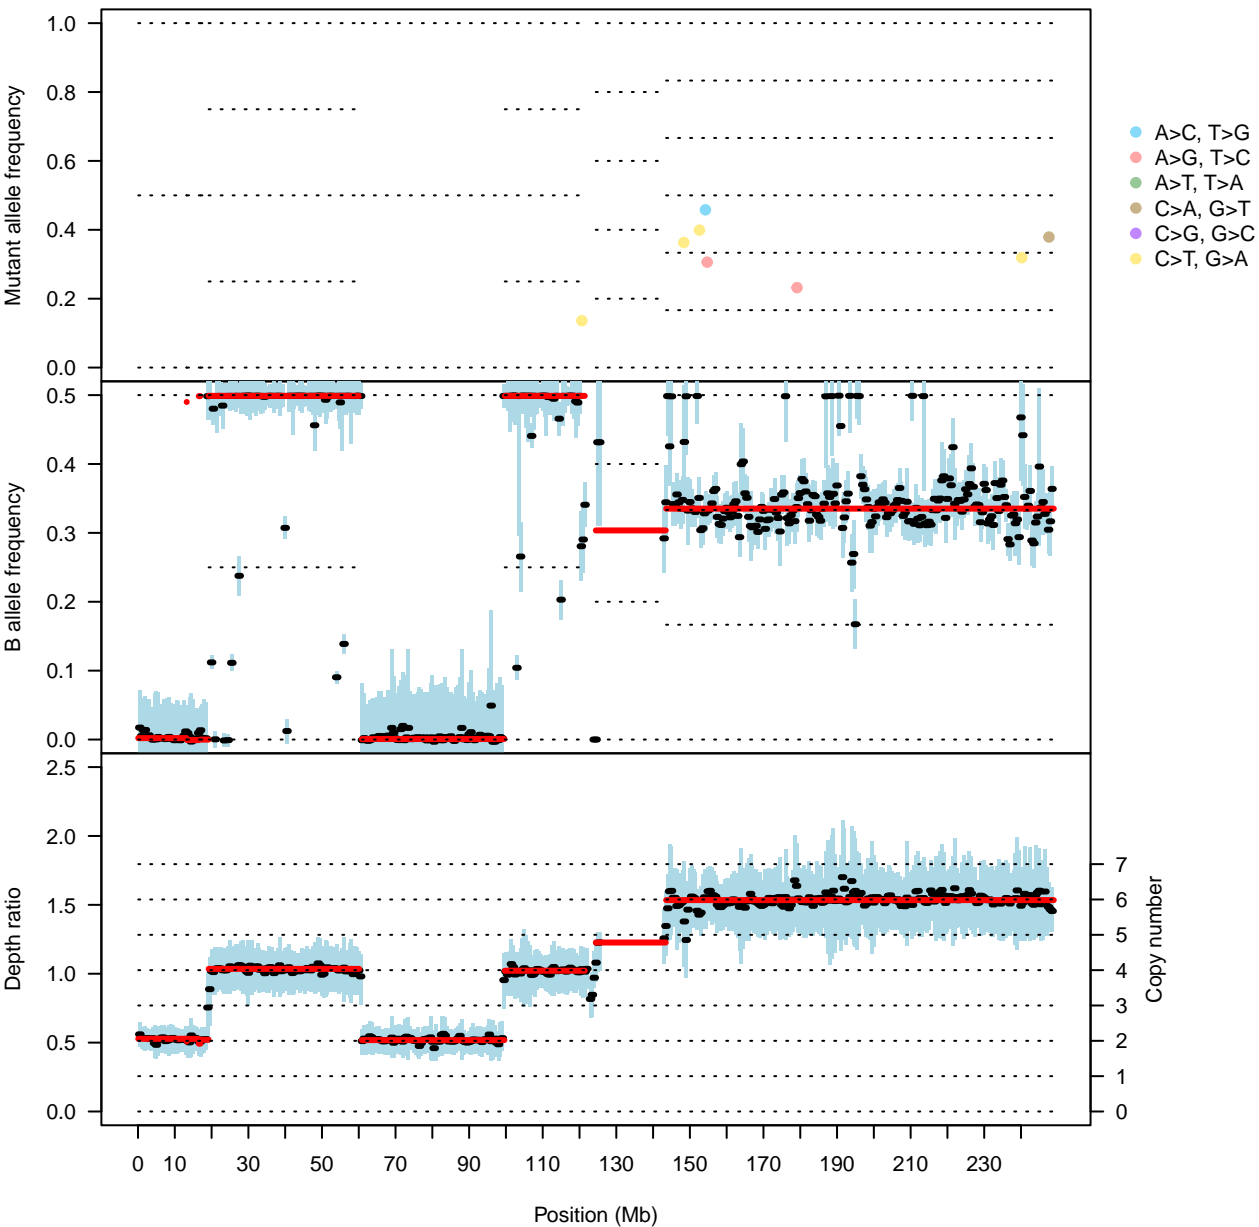 Mutant allele frequency
1.0
0.8
0.6
0.4
0.2
0.0
A>C, T>G
A>G, T>C
A>T, T>A
C>A, G>T
C>G, G>C
C>T, G>A
B allele frequency
0.5
0.4
0.3
0.2
0.1
0.0
Depth ratio
2.5
2.0
1.5
1.0
0.5
0.0
7
6
5
4
3
2
1
0
Copy number
0 10 30 50 70 90 110 130 150 170 190 210 230
Position (Mb)